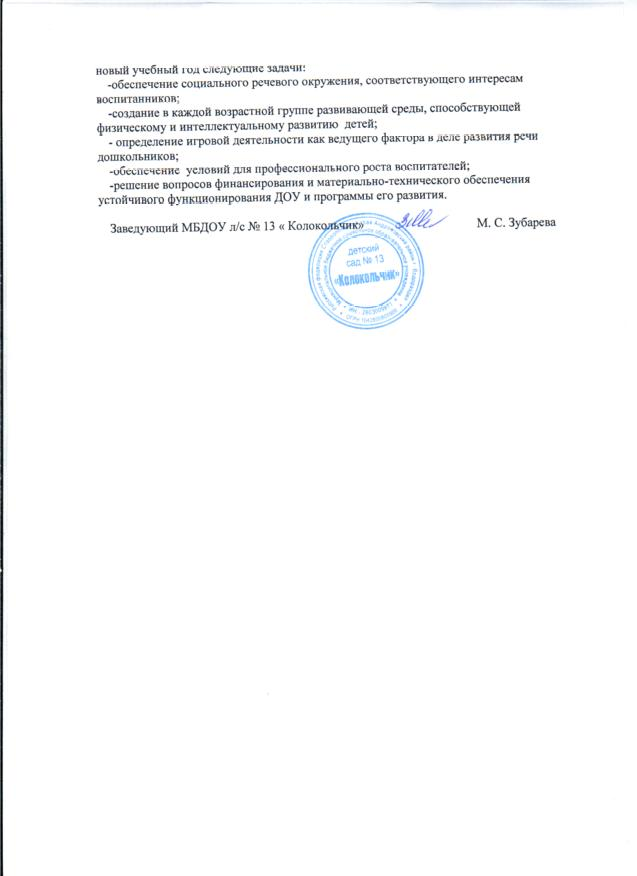 новый учебный год следующие задачи:
-обеспечение социального речевого окружения, соответствующего интересам
воспитанников;
-создание в каждой возрастной группе развивающей среды, способствующей
физическому и интеллектуальному развитию детей;
- определение игровой деятельности как ведущего фактора в деле развития речи
дошкольников;
-обеспечение условий для профессионального роста воспитателей;
-решение вопросов финансирования и материально-технического обеспечения
устойчивого функционирования ДОУ и программы его развития.
Заведующий МБДОУ д/с № 13 « Колокольчик» М. С. Зубарева
детский
сад № 13
«Колокольчик»